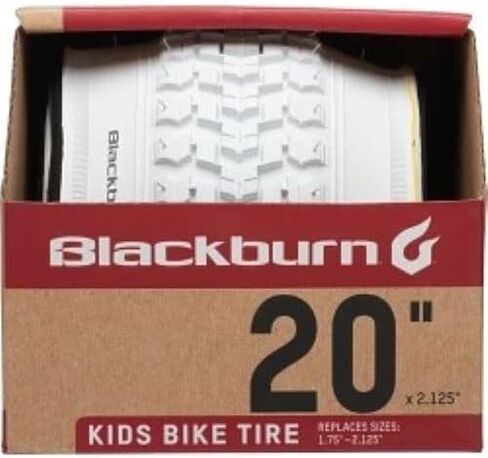 Blackburn
Blackburn
20"
x 2.125"
KIDS BIKE TIRE
REPLACES SIZES:
1.75"-2.125"